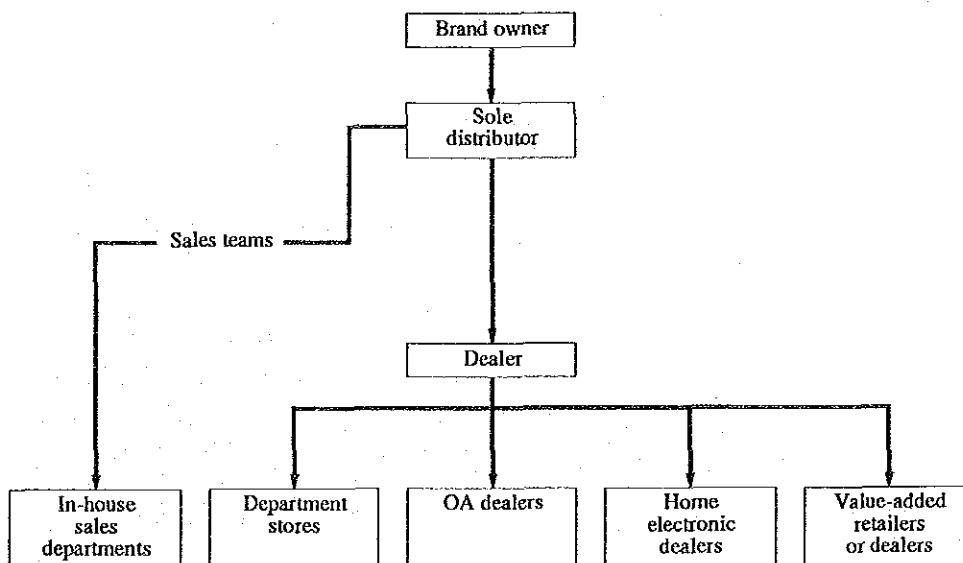 Brand owner
Sole
distributor
Sales teams
Dealer
In-house
sales
departments
Department
stores
OA dealers
Home
electronic
dealers
Value-added
retailers
or dealers